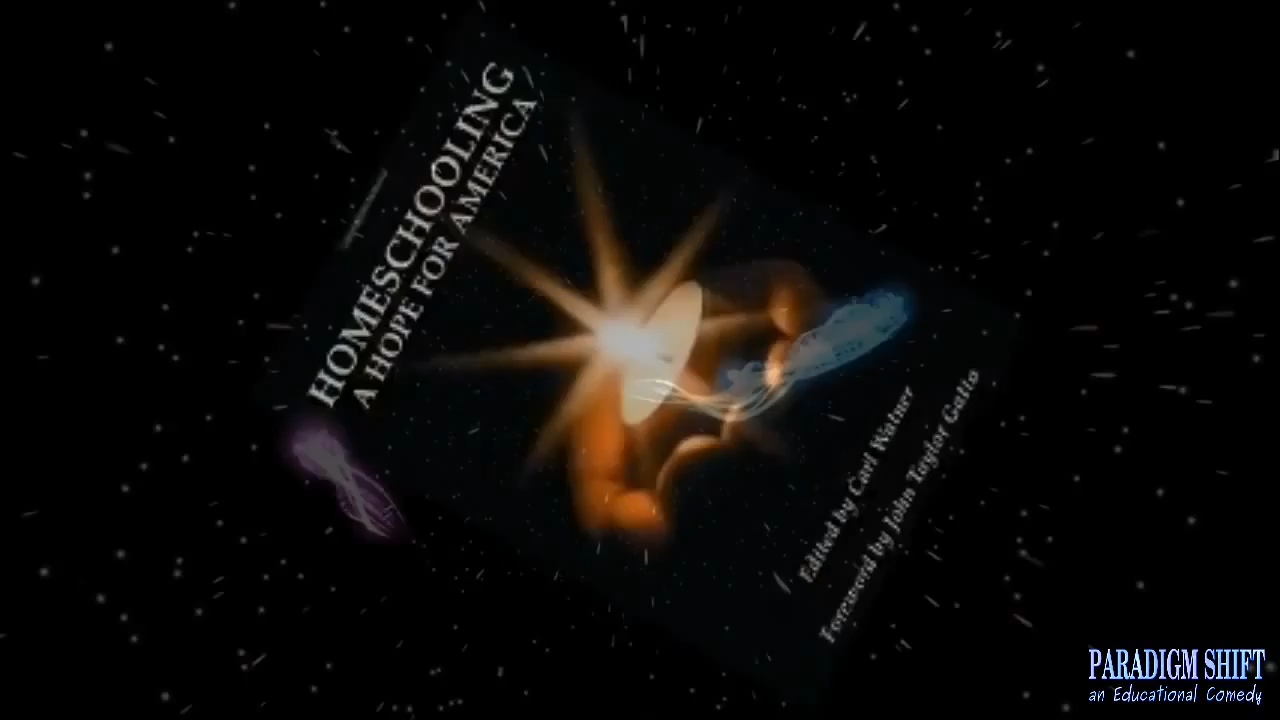 HOMESCHOOLING
A HOPE FOR AMERICA
Edited by Carl Watner
Foreword by John Taylor Gatto
PARADIGM SHIFT
an Educational Comedy